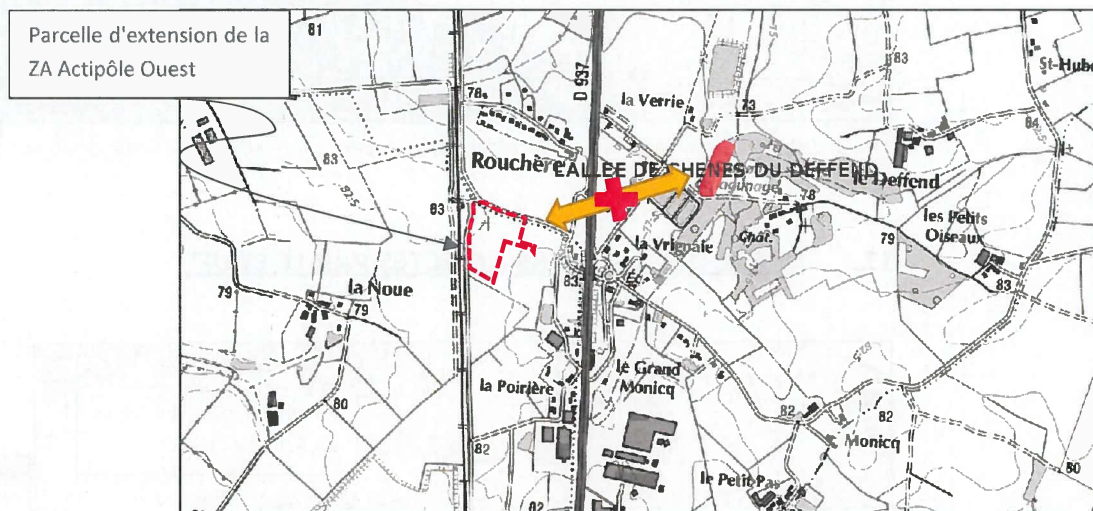 Parcelle d'extension de la
ZA Actipôle Ouest
81
83
St-Hube
D 937
78
la Verrie
73
84
83
Rouchère
L'ALLEE DE CHENES DU DEFFEND
lagunage
le Deffend
78
83
les Petits
Oiseaux
la Vrignaie
Chât.
79
83
83
la Noue
79
79
le Grand
Monicq
la Poirière
80
82
82
Monicq
82
80
le Petit Pas
82